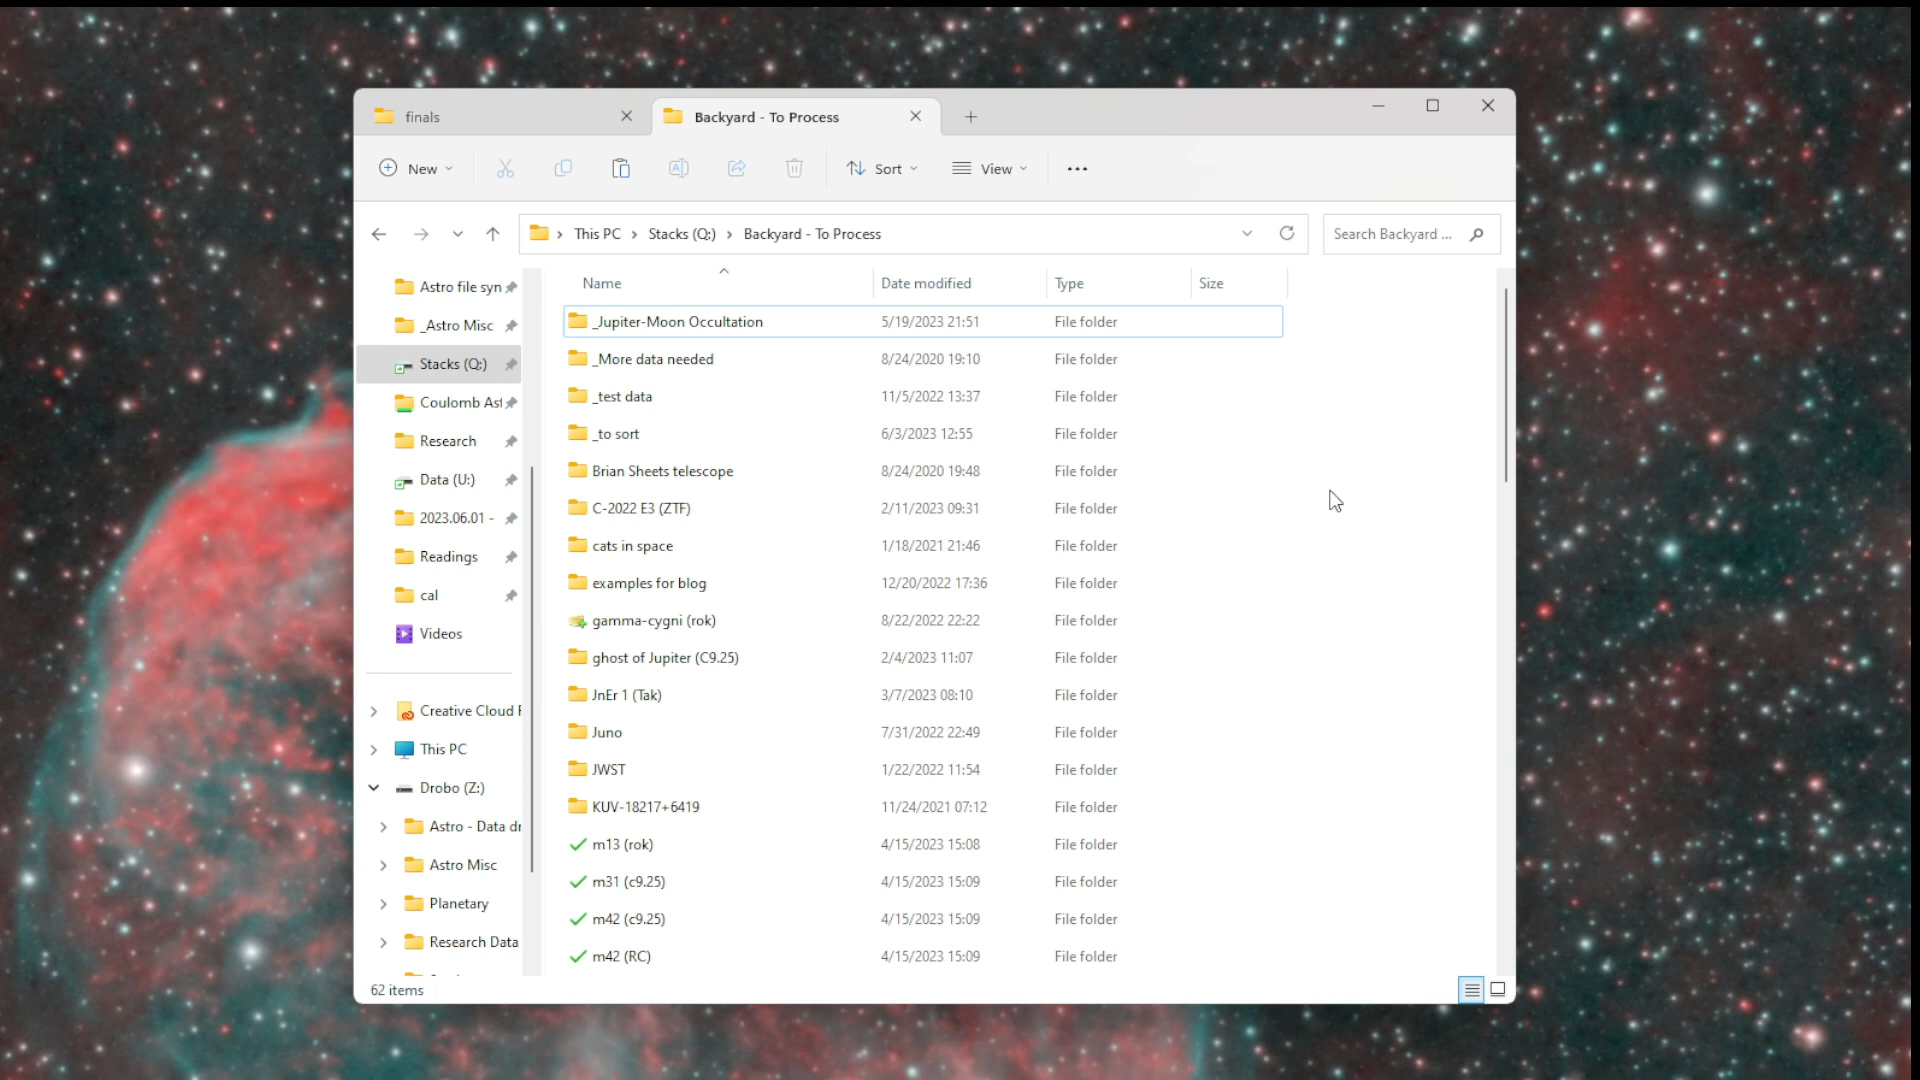 finals
Backyard - To Process
New
Sort
View
This PC > Stacks (Q:) > Backyard - To Process
Search Backyard ...
Astro file syn
_Astro Misc
Stacks (Q:)
Coulomb Ast
Research
Data (U:)
2023.06.01 -
Readings
cal
Videos
Creative Cloud F
This PC
Drobo (Z:)
Astro - Data dr
Astro Misc
Planetary
Research Data
Name Date modified Type Size
_Jupiter-Moon Occultation 5/19/2023 21:51 File folder
_More data needed 8/24/2020 19:10 File folder
_test data 11/5/2022 13:37 File folder
_to sort 6/3/2023 12:55 File folder
Brian Sheets telescope 8/24/2020 19:48 File folder
C-2022 E3 (ZTF) 2/11/2023 09:31 File folder
cats in space 1/18/2021 21:46 File folder
examples for blog 12/20/2022 17:36 File folder
gamma-cygni (rok) 8/22/2022 22:22 File folder
ghost of Jupiter (C9.25) 2/4/2023 11:07 File folder
JnEr 1 (Tak) 3/7/2023 08:10 File folder
Juno 7/31/2022 22:49 File folder
JWST 1/22/2022 11:54 File folder
KUV-18217+6419 11/24/2021 07:12 File folder
m13 (rok) 4/15/2023 15:08 File folder
m31 (c9.25) 4/15/2023 15:09 File folder
m42 (c9.25) 4/15/2023 15:09 File folder
m42 (RC) 4/15/2023 15:09 File folder
62 items